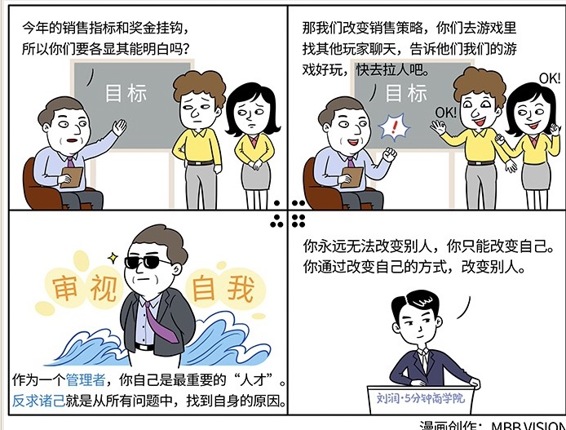 今年的销售指标和奖金挂钩，
所以你们要各显其能明白吗？
目标
那我们改变销售策略，你们去游戏里
找其他玩家聊天，告诉他们我们的游
戏好玩，快去拉人吧。
目标
!
OK!
OK!
审视自我
作为一个管理者，你自己是最重要的“人才”。
反求诸己就是从所有问题中，找到自身的原因。
你永远无法改变别人，你只能改变自己。
你通过改变自己的方式，改变别人。
刘润·5分钟商学院
漫画创作：MBB VISION